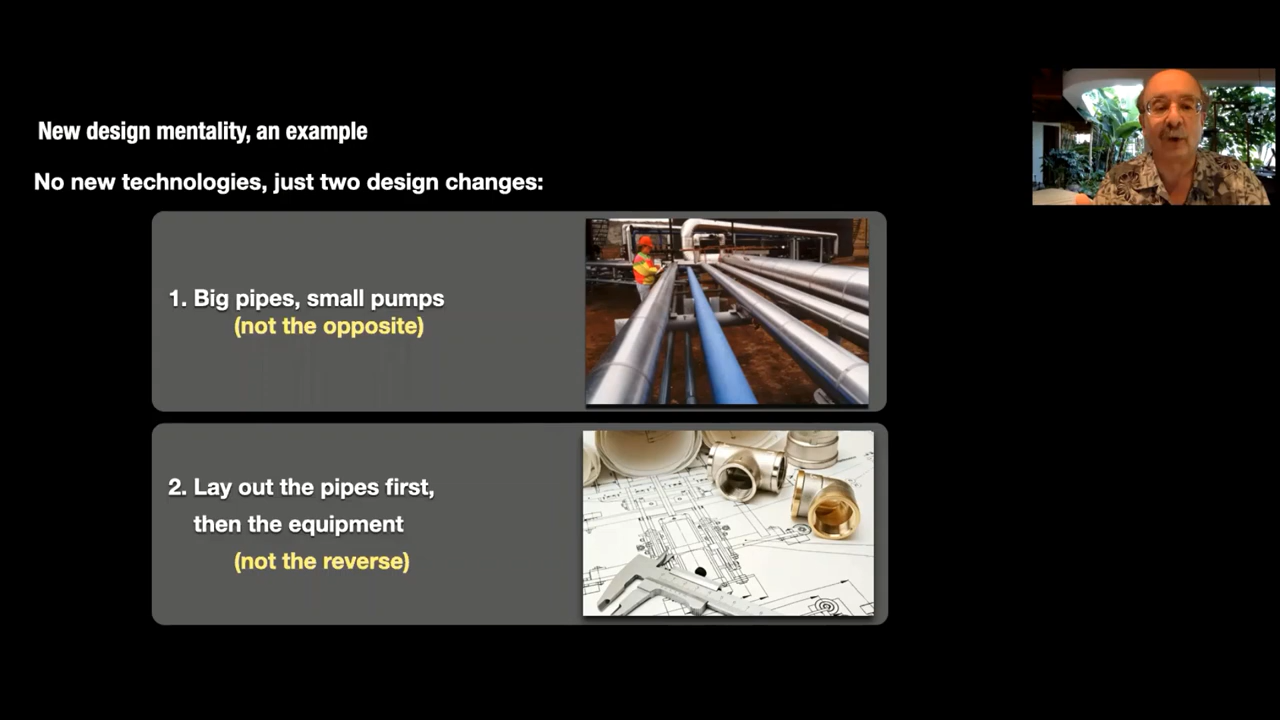 New design mentality, an example
No new technologies, just two design changes:
1. Big pipes, small pumps
(not the opposite)
2. Lay out the pipes first,
then the equipment
(not the reverse)